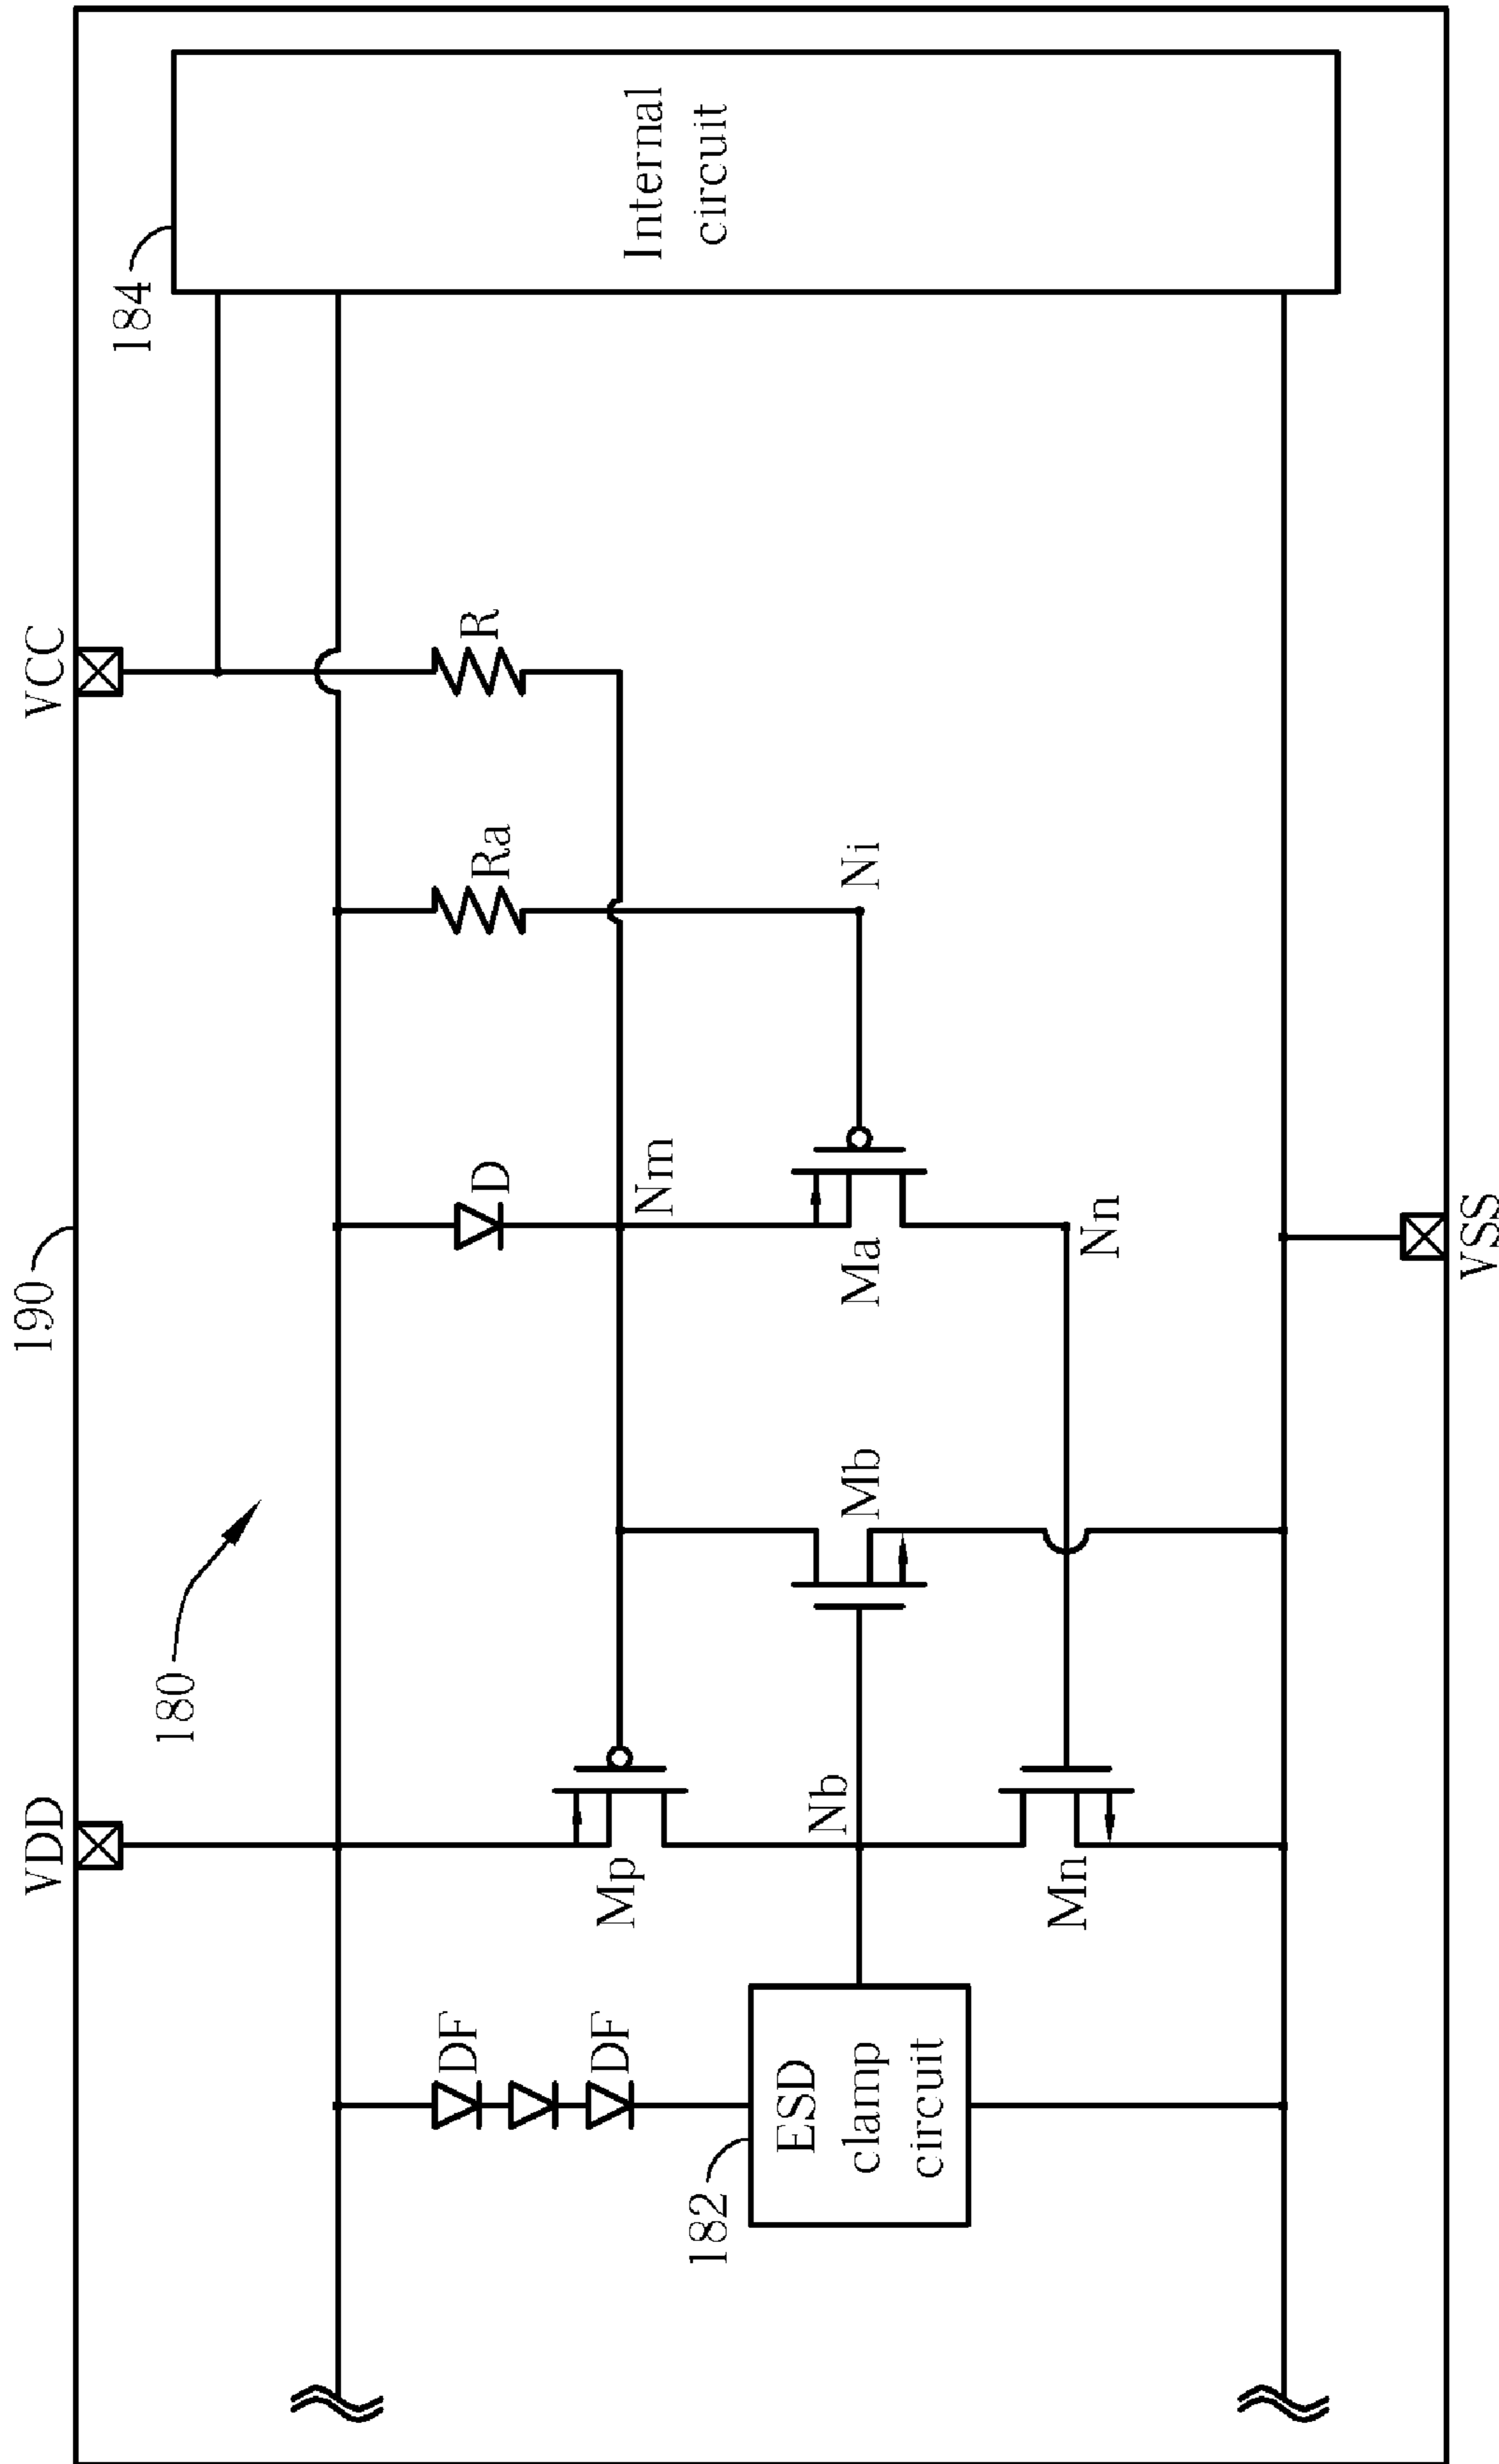 190
VDD
VCC
180
184
DF
DF
D
Ra
R
Mp
Nm
Internal
circuit
182
ESD
clamp
circuit
Nb
Mb
Ma
Ni
Mn
Nn
VSS